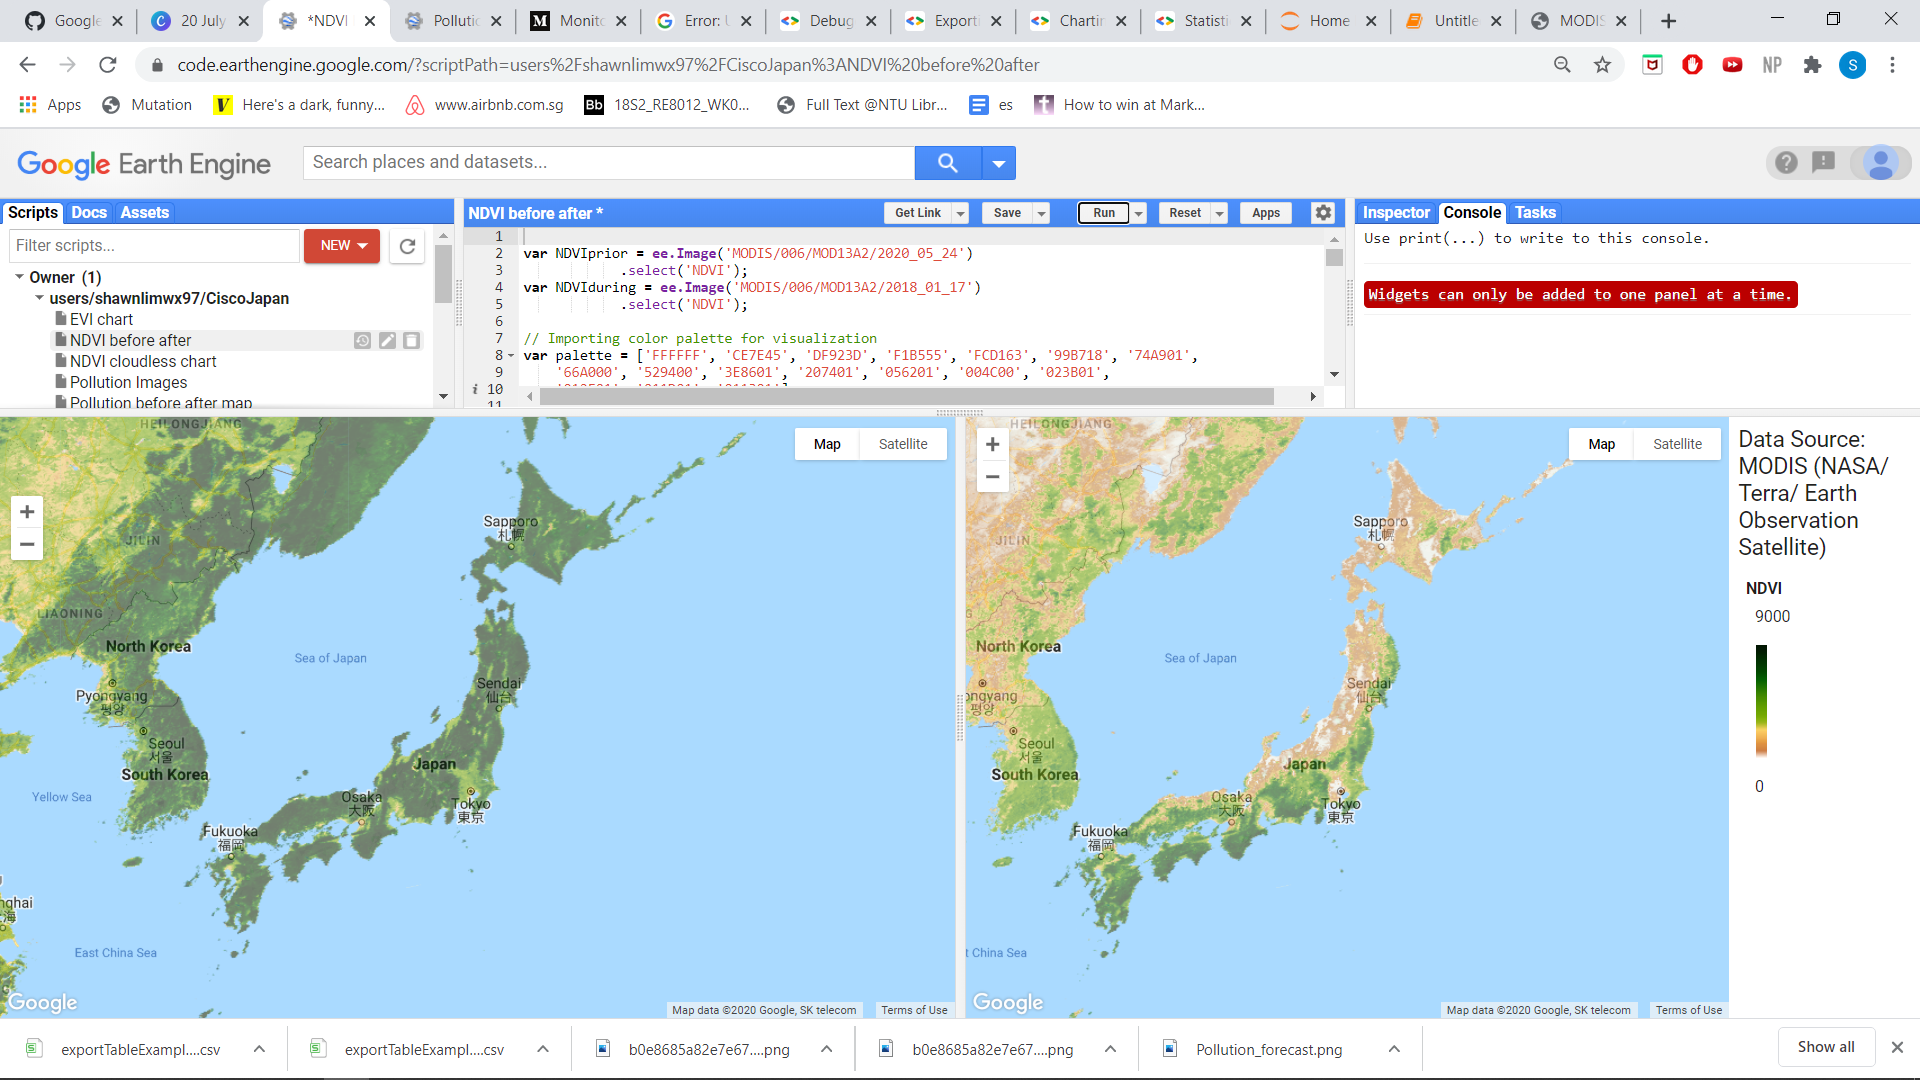 Google
20 July
*NDVI
Pollutic
Monito
Error: U
Debug
Exporti
Chartin
Statisti
Home
Untitle
MODIS
code.earthengine.google.com/?scriptPath=users%2Fshawnlimwx97%2FCiscoJapan%3ANDVI%20before%20after
NP
S
Apps
Mutation
Here's a dark, funny...
www.airbnb.com.sg
Bb 18S2_RE8012_WK0...
Full Text @NTU Libr...
es
How to win at Mark...
Google Earth Engine
Search places and datasets...
Scripts Docs Assets
NDVI before after *
Get Link Save Run Reset Apps
Inspector Console Tasks
Filter scripts...
NEW
Owner (1)
users/shawnlimwx97/CiscoJapan
EVI chart
NDVI before after
NDVI cloudless chart
Pollution Images
Pollution before after map
1
2 var NDVIprior = ee.Image('MODIS/006/MOD13A2/2020_05_24')
3 .select('NDVI');
4 var NDVIduring = ee.Image('MODIS/006/MOD13A2/2018_01_17')
5 .select('NDVI');
6
7 // Importing color palette for visualization
8 var palette = ['FFFFFF', 'CE7E45', 'DF923D', 'F1B555', 'FCD163', '99B718', '74A901',
9 '66A000', '529400', '3E8601', '207401', '056201', '004C00', '023B01',
i 10
11
Use print(...) to write to this console.
Widgets can only be added to one panel at a time.
HEILONGJIANG
Map Satellite
Sapporo
札幌
JILIN
LIAONING
North Korea
Sea of Japan
Pyongyang
평양
Sendai
仙台
Seoul
서울
South Korea
Japan
Yellow Sea
Osaka
大阪
Tokyo
東京
Fukuoka
福岡
nghai
海
East China Sea
Google
Map data ©2020 Google, SK telecom
Terms of Use
HEILONGJIANG
Map Satellite
Sapporo
札幌
JILIN
North Korea
Sea of Japan
ongyang
평양
Sendai
仙台
Seoul
서울
South Korea
Japan
Osaka
大阪
Tokyo
東京
Fukuoka
福岡
t China Sea
Google
Map data ©2020 Google, SK telecom
Terms of Use
Data Source:
MODIS (NASA/
Terra/ Earth
Observation
Satellite)
NDVI
9000
0
exportTableExampl....csv
exportTableExampl....csv
b0e8685a82e7e67....png
b0e8685a82e7e67....png
Pollution_forecast.png
Show all